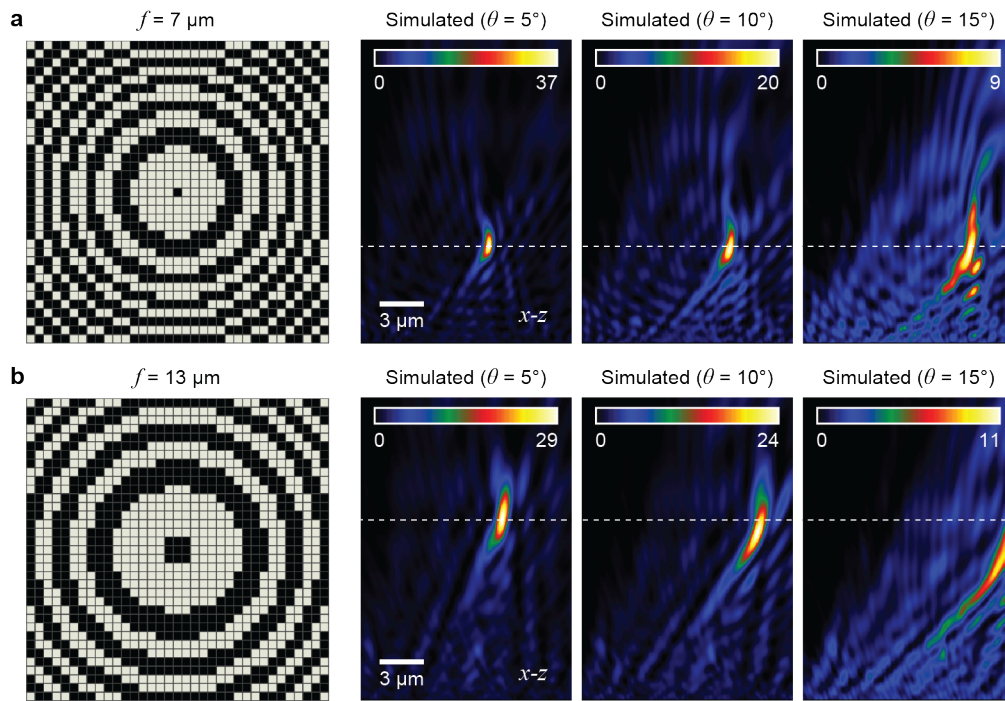 a
f = 7 μm
Simulated (θ = 5°)
Simulated (θ = 10°)
Simulated (θ = 15°)
0 37
0 20
0 9
3 μm
x-z
b
f = 13 μm
Simulated (θ = 5°)
Simulated (θ = 10°)
Simulated (θ = 15°)
0 29
0 24
0 11
3 μm
x-z